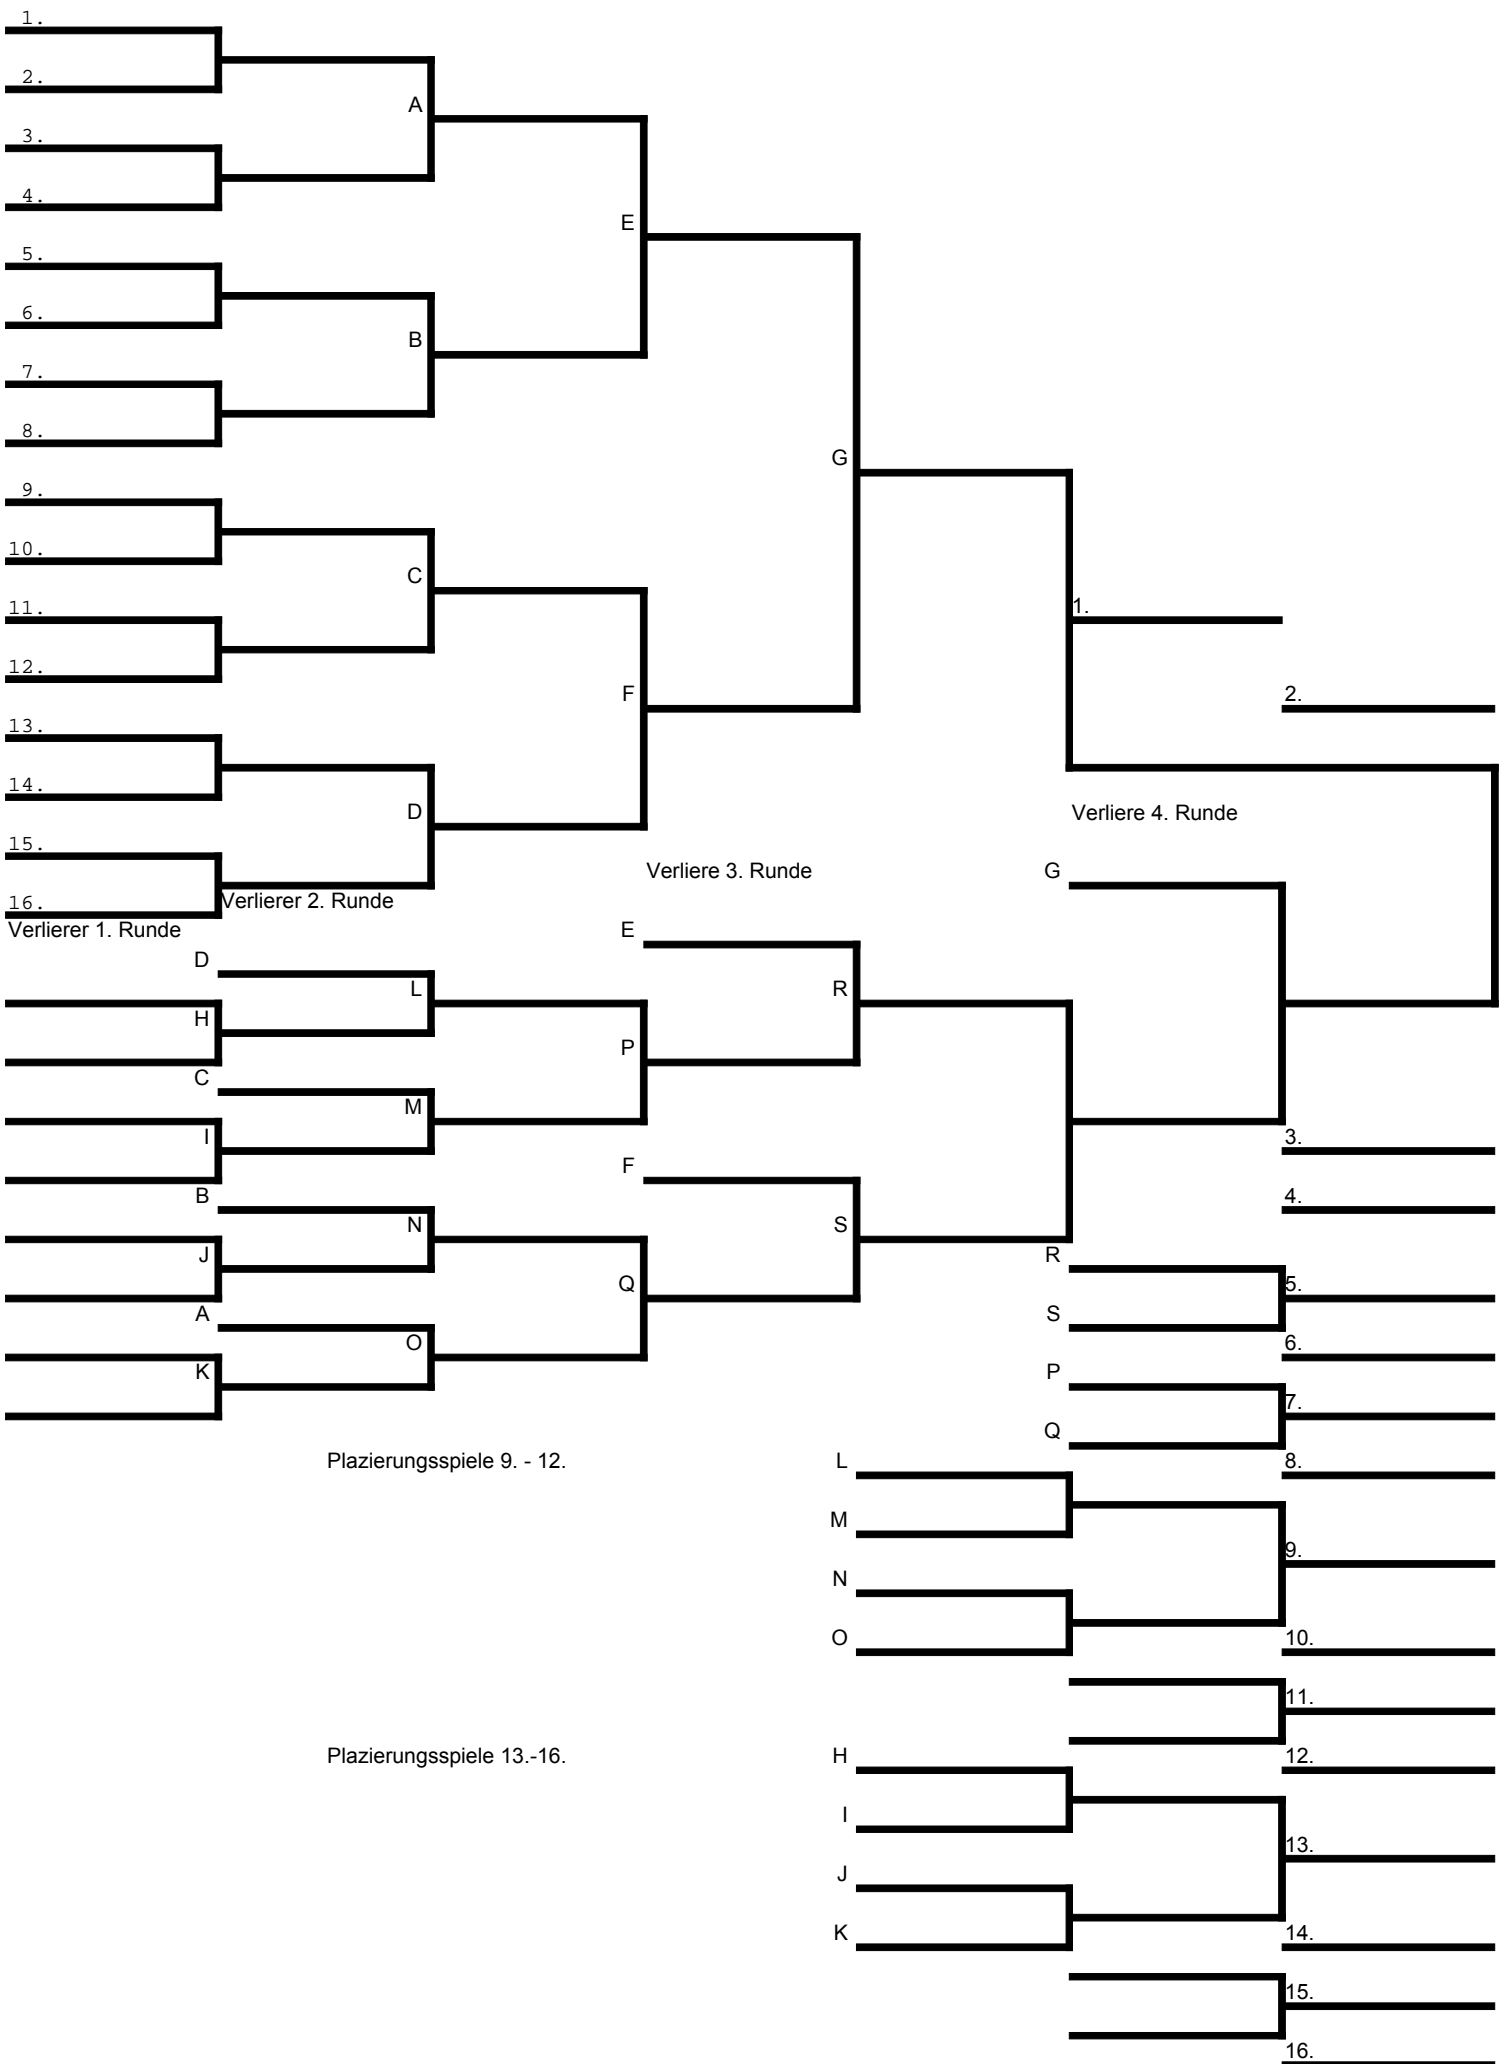 1.
2.
A
3.
4.
E
5.
6.
B
7.
8.
G
9.
10.
C
11.
1.
12.
F
2.
13.
14.
D
Verliere 4. Runde
15.
Verliere 3. Runde
G
16.
Verlierer 2. Runde
Verlierer 1. Runde
E
D
L
R
H
P
C
M
I
3.
F
B
4.
N
S
J
R
Q
5.
A
S
O
6.
K
P
7.
Q
Plazierungsspiele 9. - 12.
L
8.
M
9.
N
O
10.
11.
Plazierungsspiele 13.-16.
H
12.
I
13.
J
K
14.
15.
16.